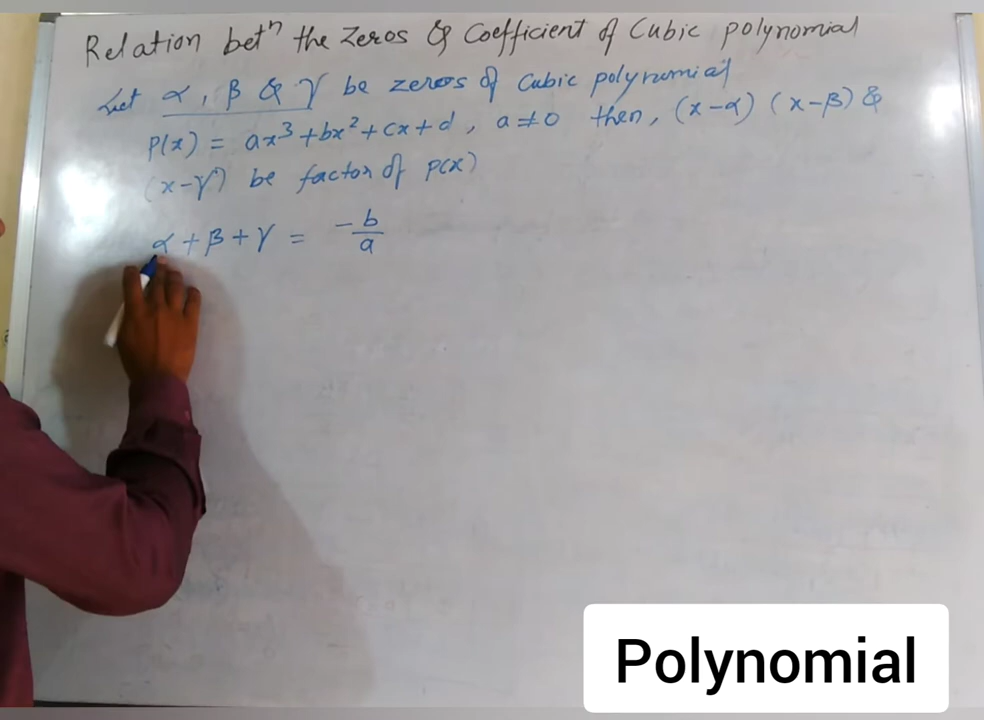 Relation betⁿ the Zeros & Coefficient of Cubic polynomial
Let α, β & γ be zeros of Cubic polynomial
P(x) = ax³+bx²+cx+d, a≠0 then, (x-α) (x-β) &
(x-γ) be factor of p(x)
α+β+γ = -b/a
Polynomial